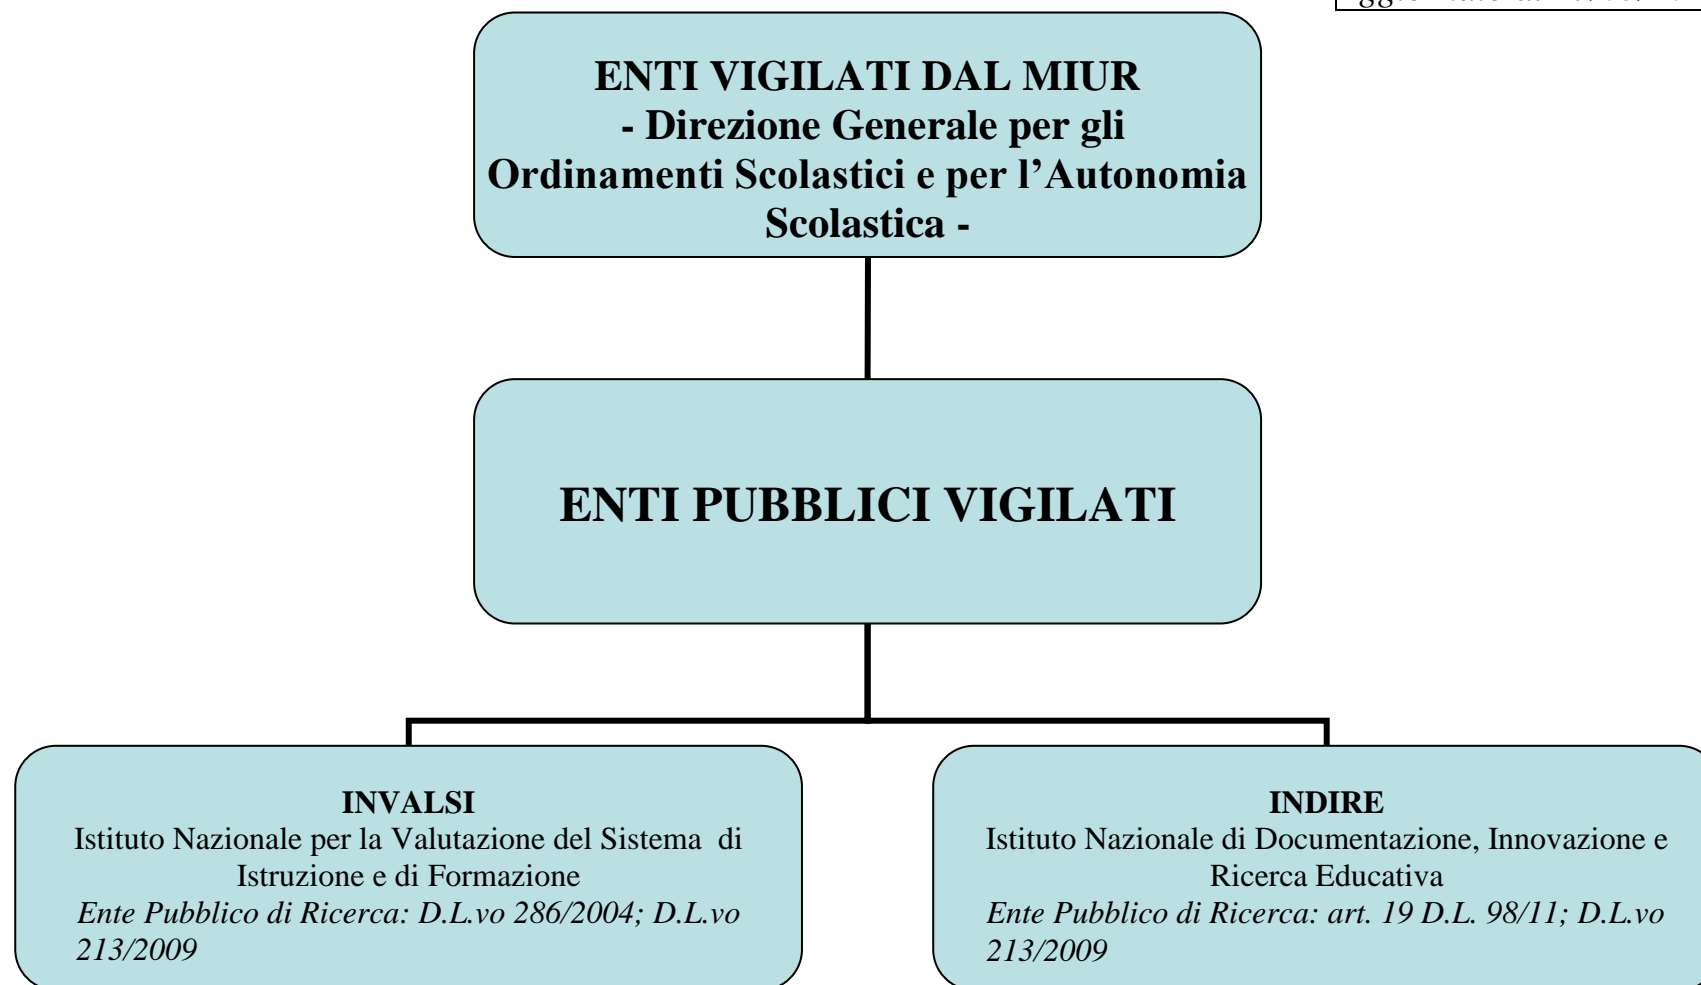 ENTI VIGILATI DAL MIUR
- Direzione Generale per gli
Ordinamenti Scolastici e per l’Autonomia
Scolastica -
ENTI PUBBLICI VIGILATI
INVALSI
Istituto Nazionale per la Valutazione del Sistema di
Istruzione e di Formazione
Ente Pubblico di Ricerca: D.L.vo 286/2004; D.L.vo
213/2009
INDIRE
Istituto Nazionale di Documentazione, Innovazione e
Ricerca Educativa
Ente Pubblico di Ricerca: art. 19 D.L. 98/11; D.L.vo
213/2009